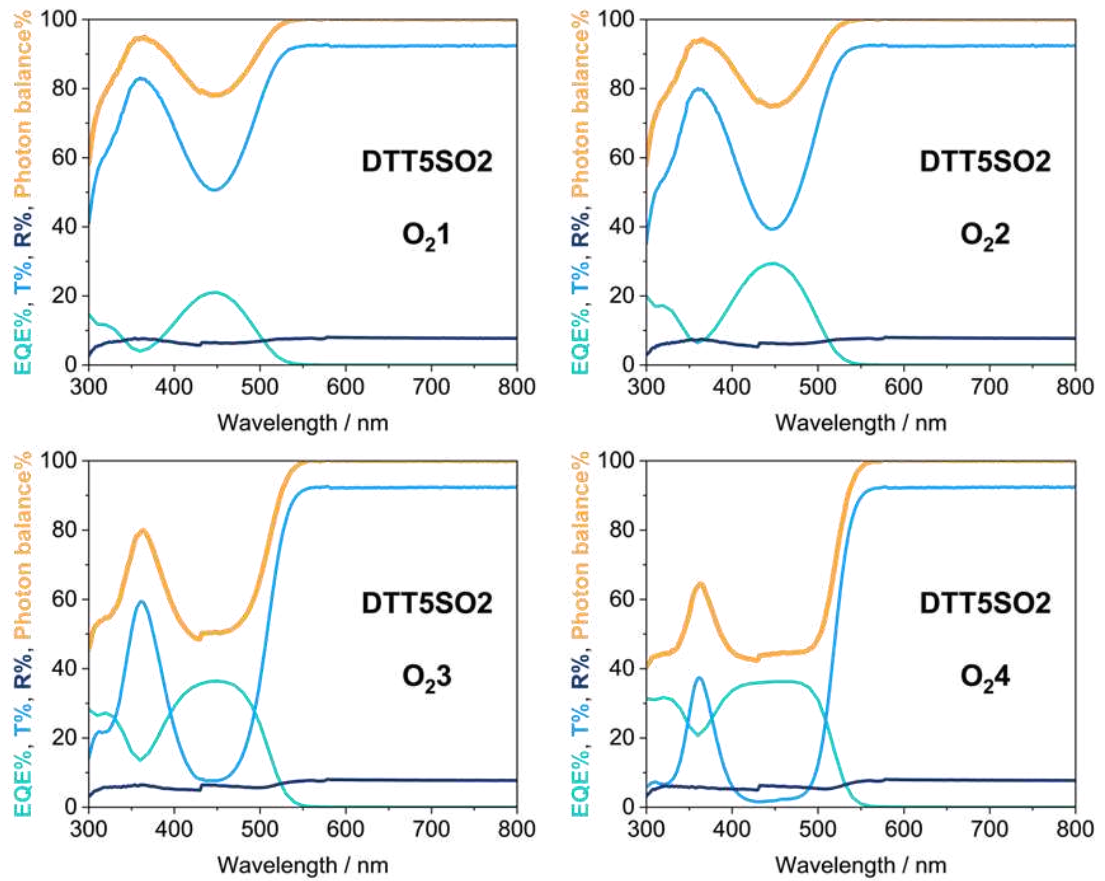 EQE%, T%, R%, Photon balance%
100
80
60
40
20
0
DTT5SO2
O₂1
300 400 500 600 700 800
Wavelength / nm
EQE%, T%, R%, Photon balance%
100
80
60
40
20
0
DTT5SO2
O₂2
300 400 500 600 700 800
Wavelength / nm
EQE%, T%, R%, Photon balance%
100
80
60
40
20
0
DTT5SO2
O₂3
300 400 500 600 700 800
Wavelength / nm
EQE%, T%, R%, Photon balance%
100
80
60
40
20
0
DTT5SO2
O₂4
300 400 500 600 700 800
Wavelength / nm